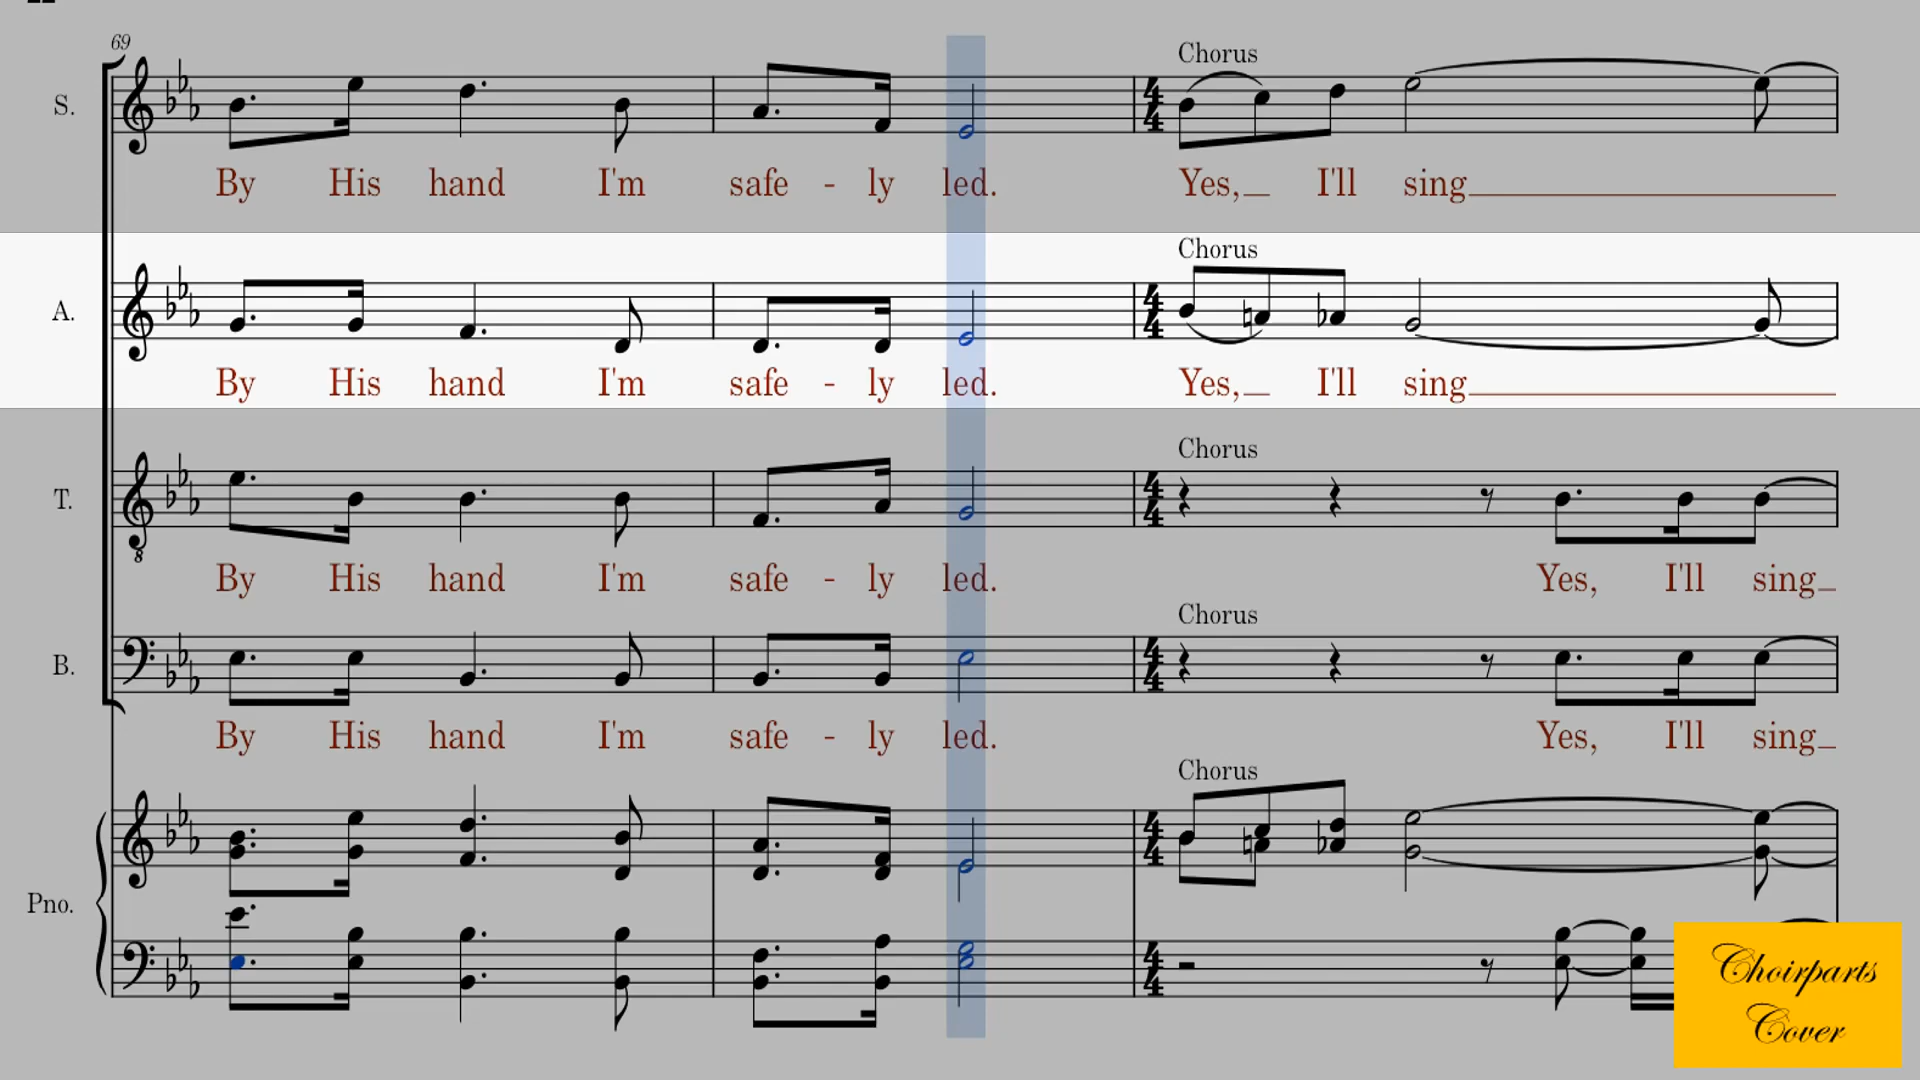 69
Chorus
S.
By His hand I'm safe - ly led. Yes, I'll sing
Chorus
A.
By His hand I'm safe - ly led. Yes, I'll sing
Chorus
T.
8
By His hand I'm safe - ly led. Yes, I'll sing
Chorus
B.
By His hand I'm safe - ly led. Yes, I'll sing
Chorus
Pno.
Choirparts
Cover